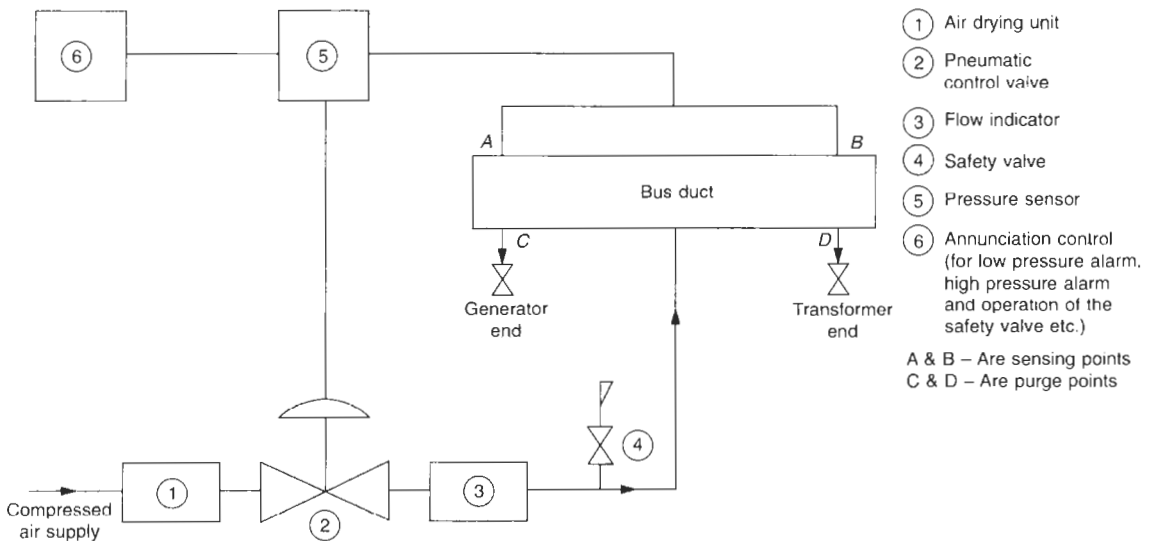 6
5
A
B
Bus duct
C
D
Generator
end
Transformer
end
4
1
2
3
Compressed
air supply
1 Air drying unit
2 Pneumatic
control valve
3 Flow indicator
4 Safety valve
5 Pressure sensor
6 Annunciation control
(for low pressure alarm,
high pressure alarm
and operation of the
safety valve etc.)
A & B – Are sensing points
C & D – Are purge points